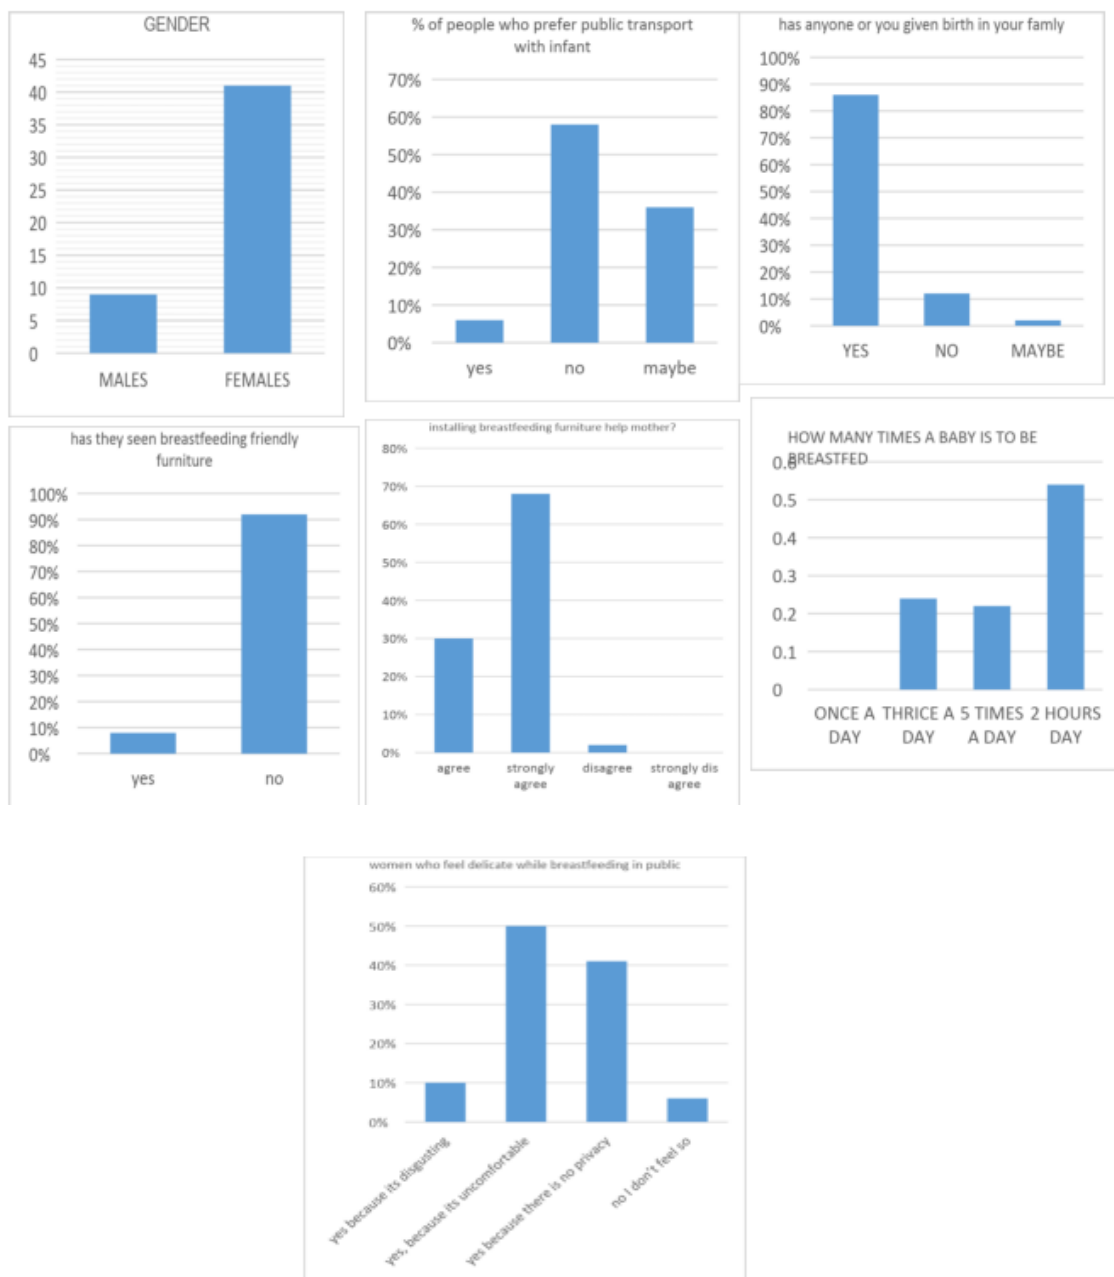 GENDER
45
40
35
30
25
20
15
10
5
0
MALES FEMALES
% of people who prefer public transport
with infant
70%
60%
50%
40%
30%
20%
10%
0%
yes no maybe
has anyone or you given birth in your famly
100%
90%
80%
70%
60%
50%
40%
30%
20%
10%
0%
YES NO MAYBE
has they seen breastfeeding friendly
furniture
100%
90%
80%
70%
60%
50%
40%
30%
20%
10%
0%
yes no
installing breastfeeding furniture help mother?
80%
70%
60%
50%
40%
30%
20%
10%
0%
agree strongly disagree strongly dis
agree agree
HOW MANY TIMES A BABY IS TO BE
BREASTFED
0.6
0.5
0.4
0.3
0.2
0.1
0
ONCE A THRICE A 5 TIMES 2 HOURS
DAY DAY A DAY DAY
women who feel delicate while breastfeeding in public
60%
50%
40%
30%
20%
10%
0%
yes because its disgusting
yes, because its uncomfortable
yes because there is no privacy
no I don't feel so